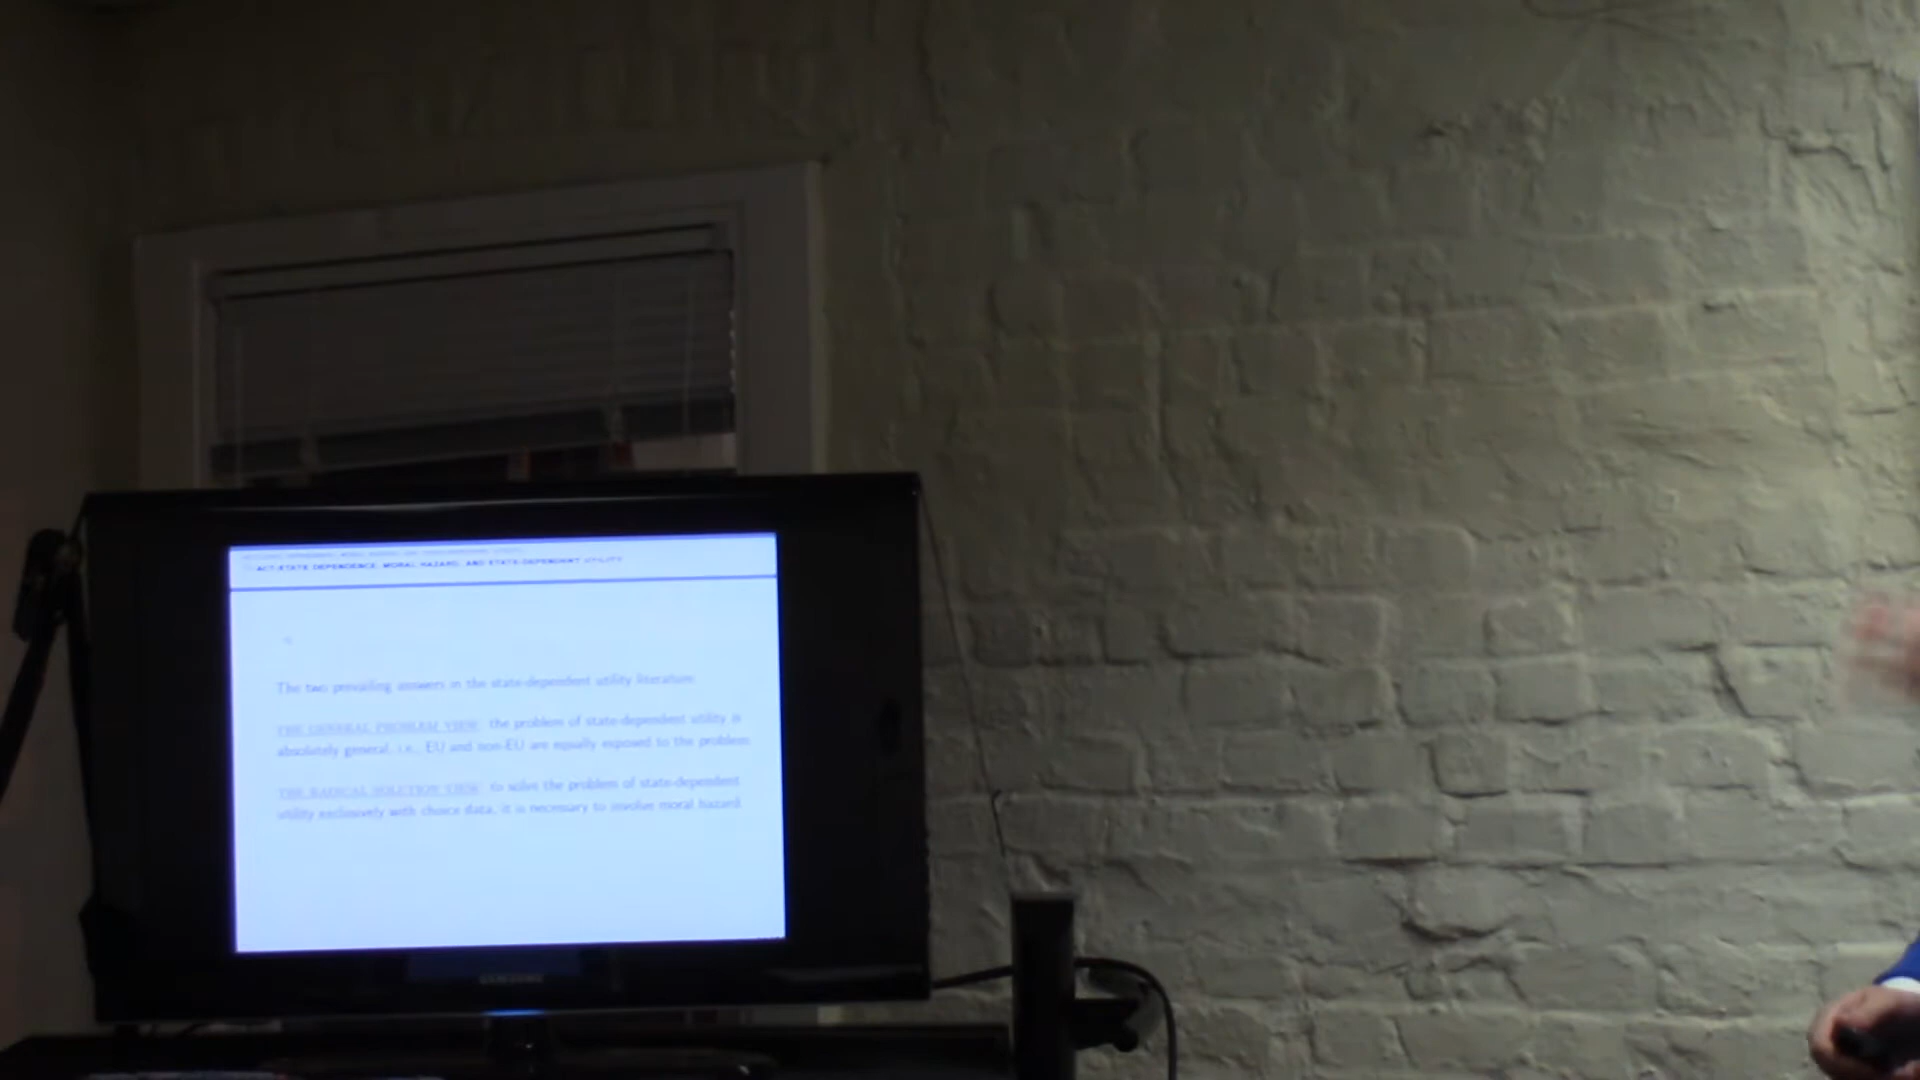 ACT-STATE DEPENDENCE, MORAL HAZARD, AND STATE-DEPENDENT UTILITY
The two prevailing answers in the state-dependent utility literature:
THE GENERAL PROBLEM VIEW: the problem of state-dependent utility is
absolutely general, i.e., EU and non-EU are equally exposed to the problem
THE RADICAL SOLUTION VIEW: to solve the problem of state-dependent
utility exclusively with choice data, it is necessary to involve moral hazard
SAMSUNG